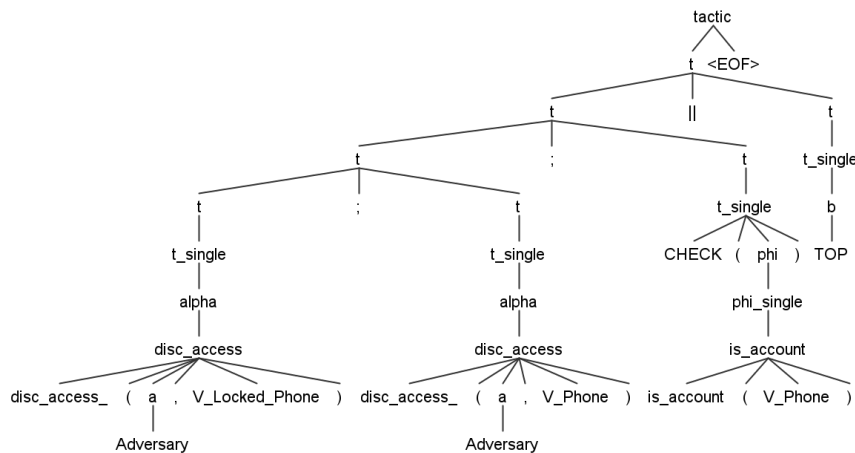 tactic
t <EOF>
t || t
t ; t t_single
t ; t t_single b
t_single t_single CHECK ( phi ) TOP
alpha alpha phi_single
disc_access disc_access is_account
disc_access_ ( a , V_Locked_Phone ) disc_access_ ( a , V_Phone ) is_account ( V_Phone )
Adversary Adversary